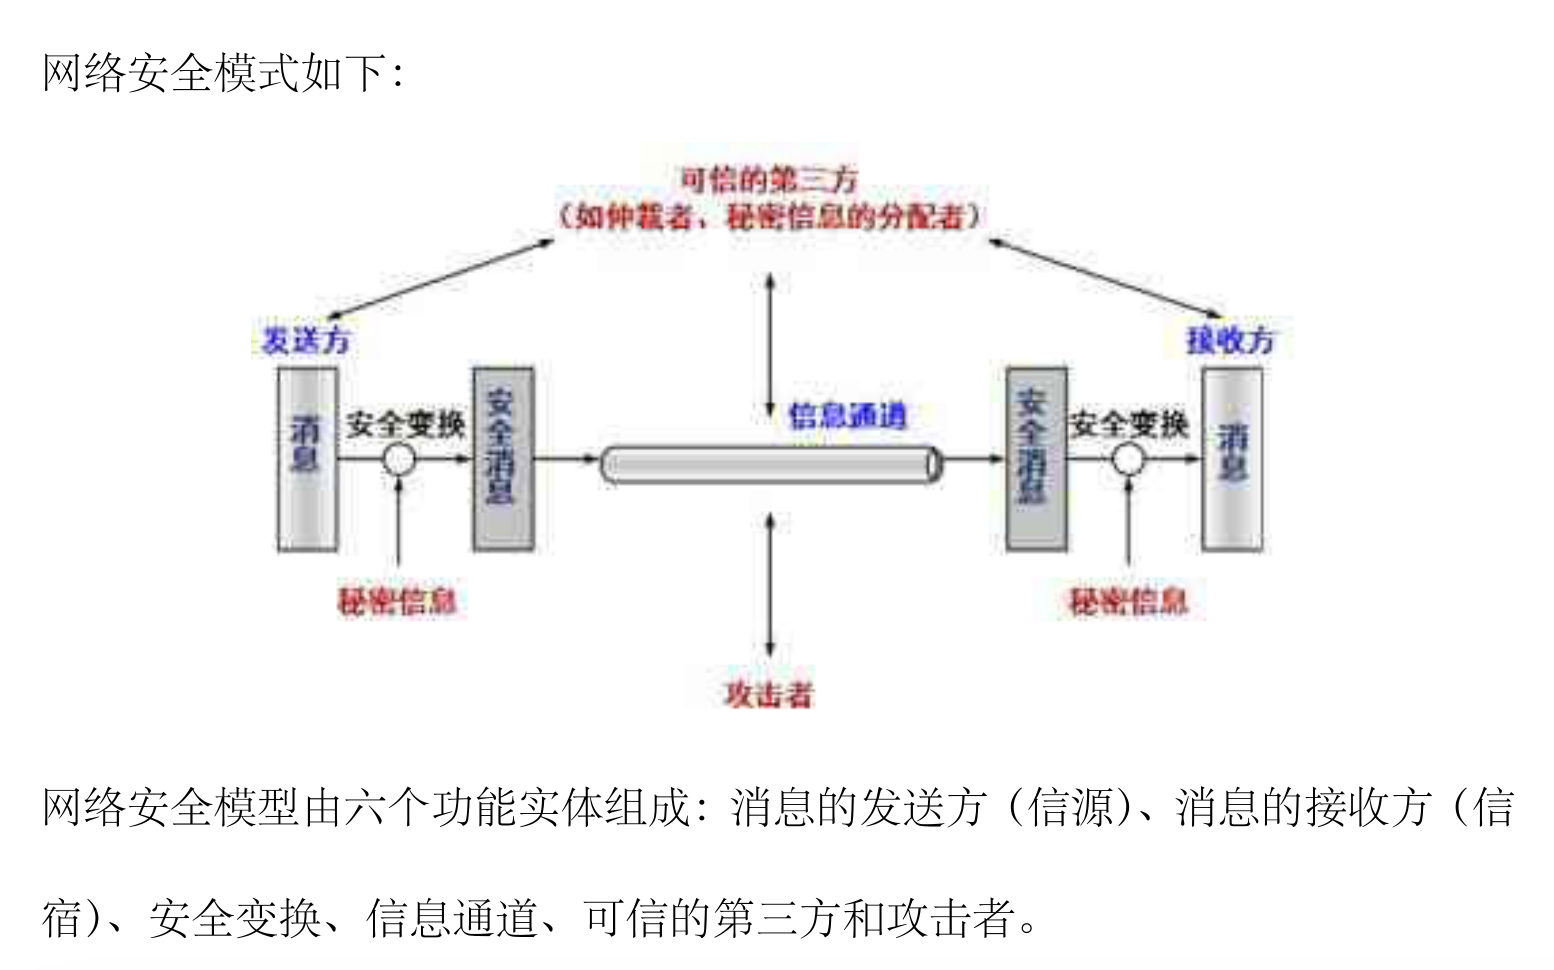 网络安全模式如下：
可信的第三方
（如仲裁者、秘密信息的分配者）
发送方
接收方
消息
安全变换
安全消息
信息通道
安全消息
安全变换
消息
秘密信息
秘密信息
攻击者
网络安全模型由六个功能实体组成：消息的发送方（信源）、消息的接收方（信
宿）、安全变换、信息通道、可信的第三方和攻击者。